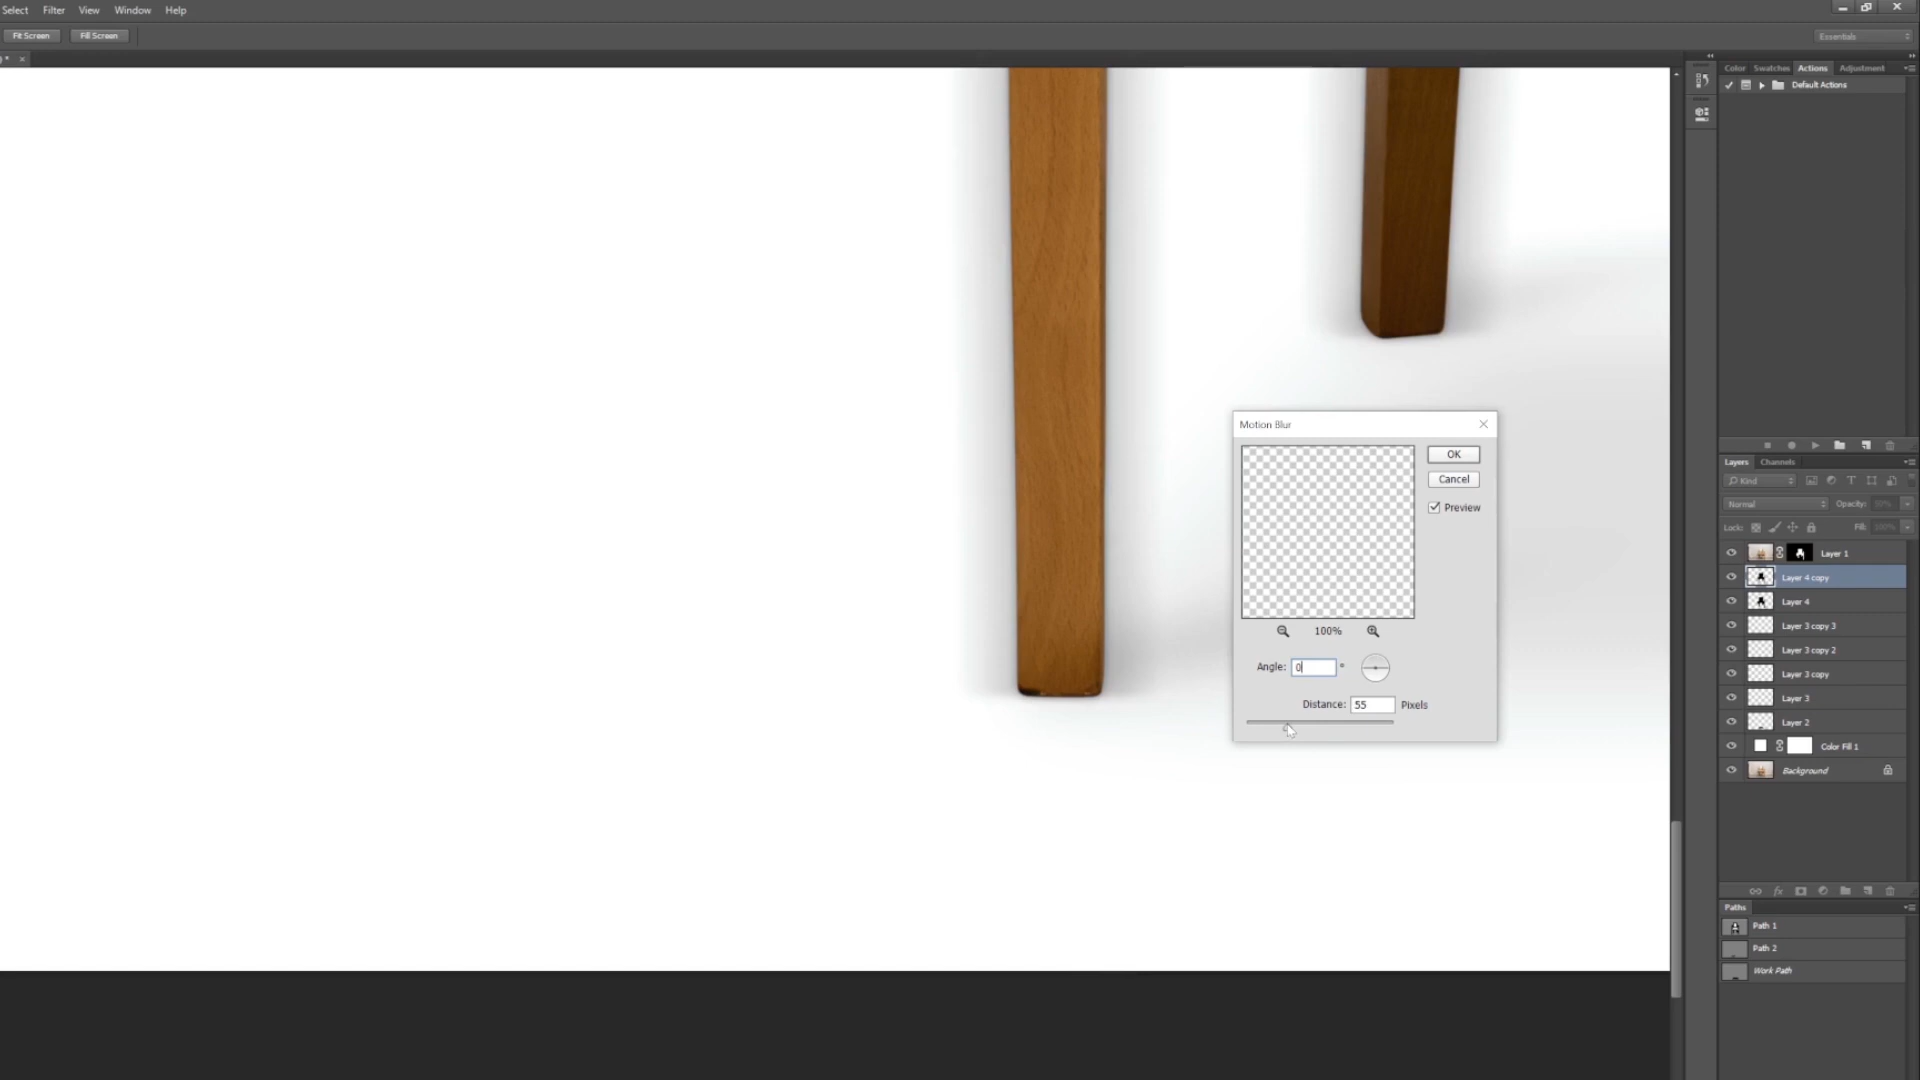 Select Filter View Window Help
Fit Screen Fill Screen Essentials
Color Swatches Actions Adjustment
Default Actions
Motion Blur
OK
Cancel
Preview
100%
Angle: 0 °
Distance: 55 Pixels
Layers Channels
Kind
Normal Opacity:
Lock: Fill: 100%
Layer 1
Layer 4 copy
Layer 4
Layer 3 copy 3
Layer 3 copy 2
Layer 3 copy
Layer 3
Layer 2
Color Fill 1
Background
fx
Paths
Path 1
Path 2
Work Path